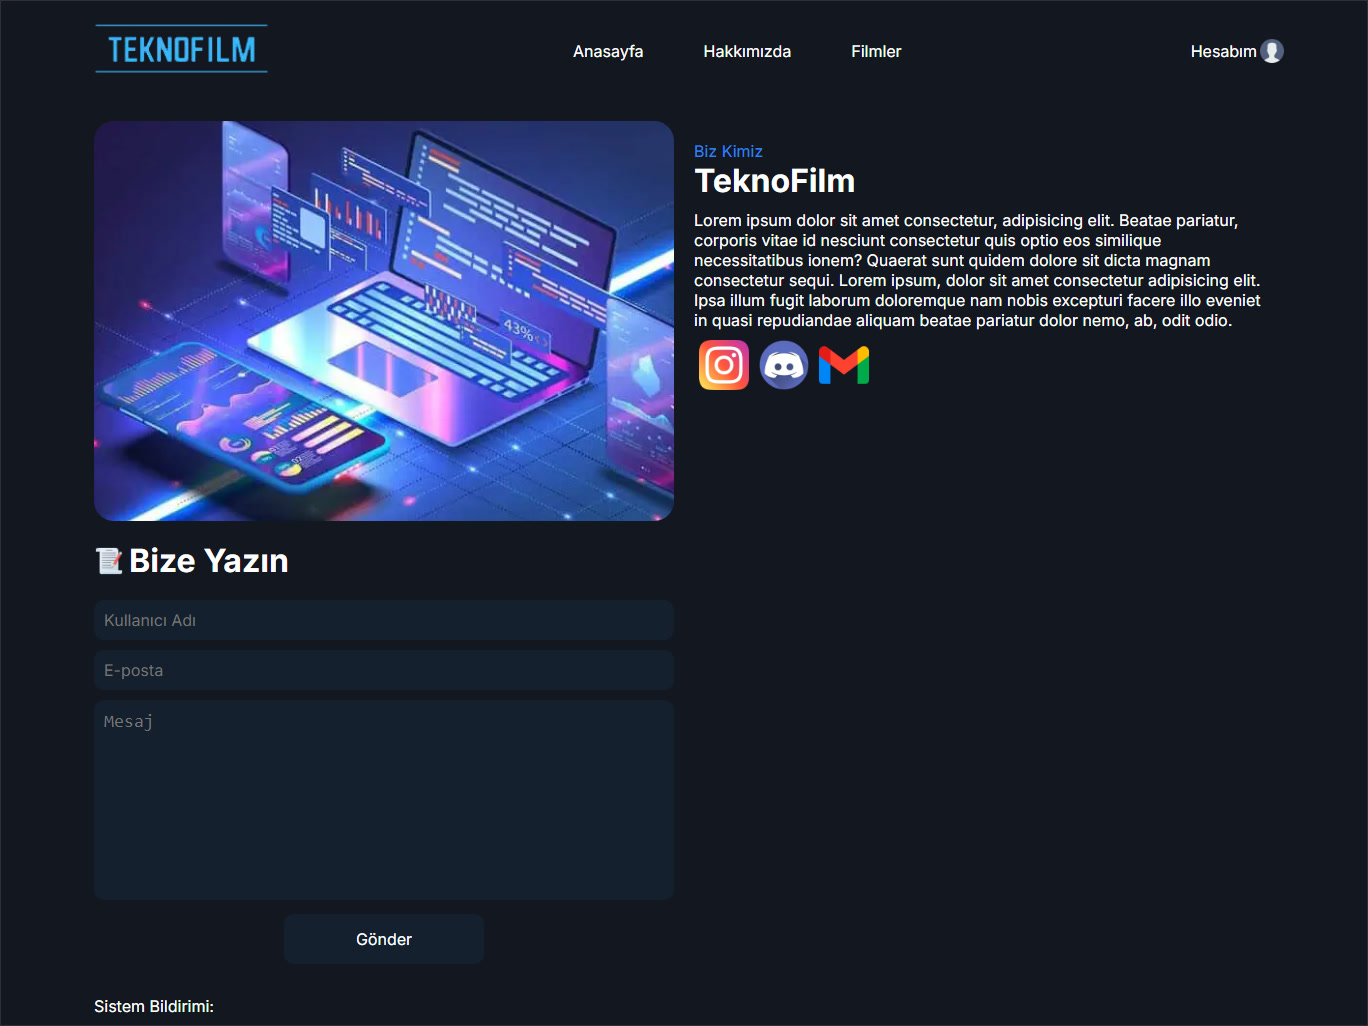 TEKNOFILM
Anasayfa
Hakkımızda
Filmler
Hesabım
43%
Biz Kimiz
TeknoFilm
Lorem ipsum dolor sit amet consectetur, adipisicing elit. Beatae pariatur,
corporis vitae id nesciunt consectetur quis optio eos similique
necessitatibus ionem? Quaerat sunt quidem dolore sit dicta magnam
consectetur sequi. Lorem ipsum, dolor sit amet consectetur adipisicing elit.
Ipsa illum fugit laborum doloremque nam nobis excepturi facere illo eveniet
in quasi repudiandae aliquam beatae pariatur dolor nemo, ab, odit odio.
Bize Yazın
Kullanıcı Adı
E-posta
Mesaj
Gönder
Sistem Bildirimi: